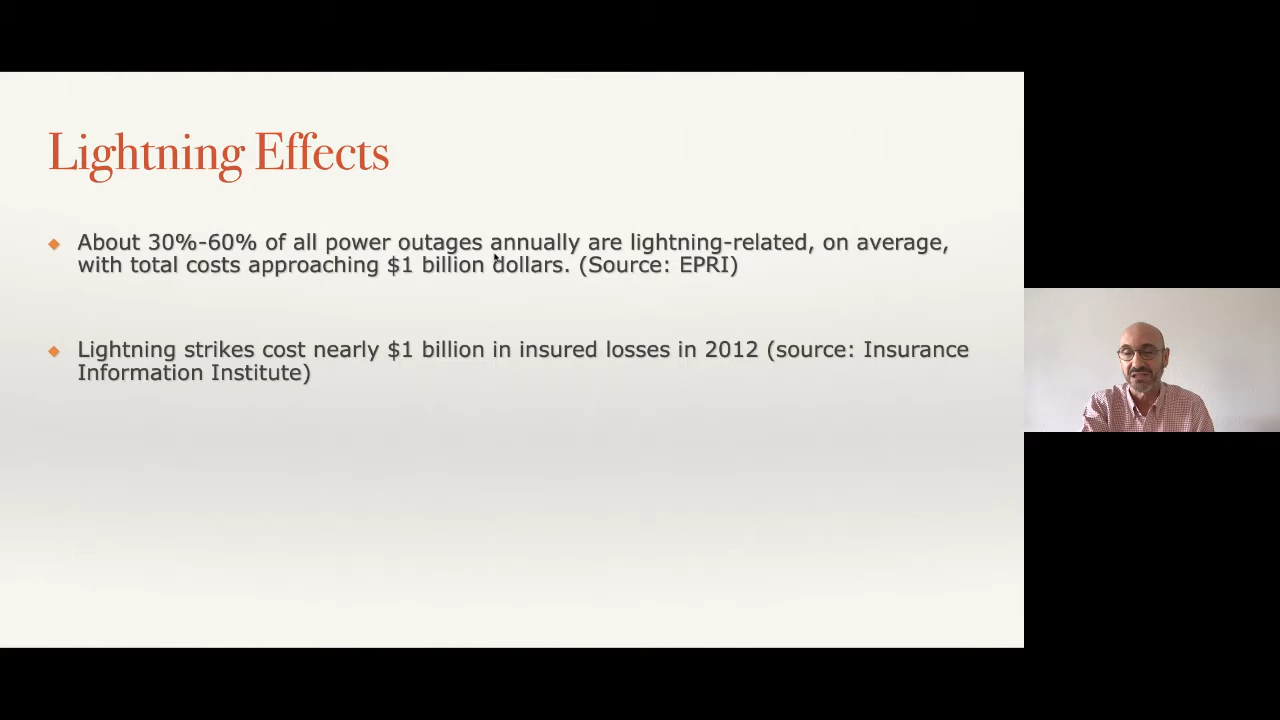 Lightning Effects
About 30%-60% of all power outages annually are lightning-related, on average,
with total costs approaching $1 billion dollars. (Source: EPRI)
Lightning strikes cost nearly $1 billion in insured losses in 2012 (source: Insurance
Information Institute)